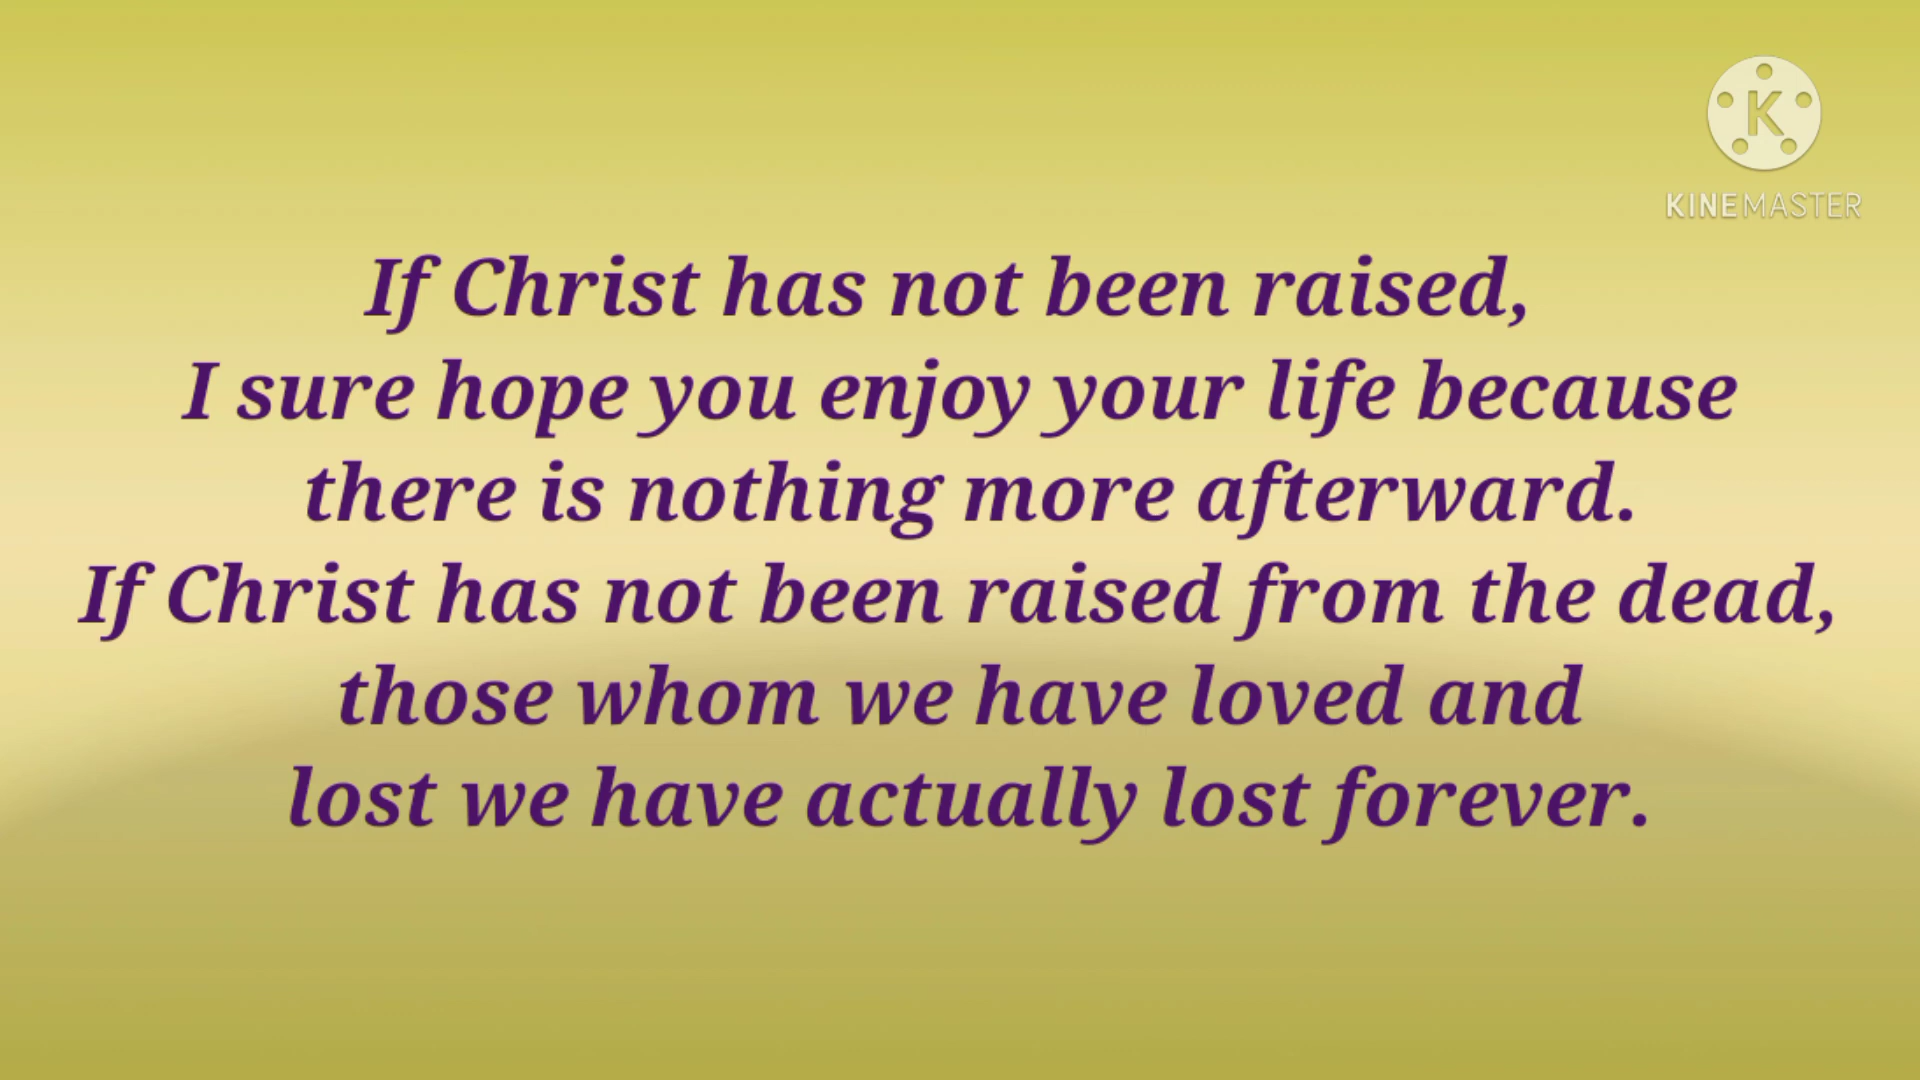 K
KINEMASTER
If Christ has not been raised,
I sure hope you enjoy your life because
there is nothing more afterward.
If Christ has not been raised from the dead,
those whom we have loved and
lost we have actually lost forever.